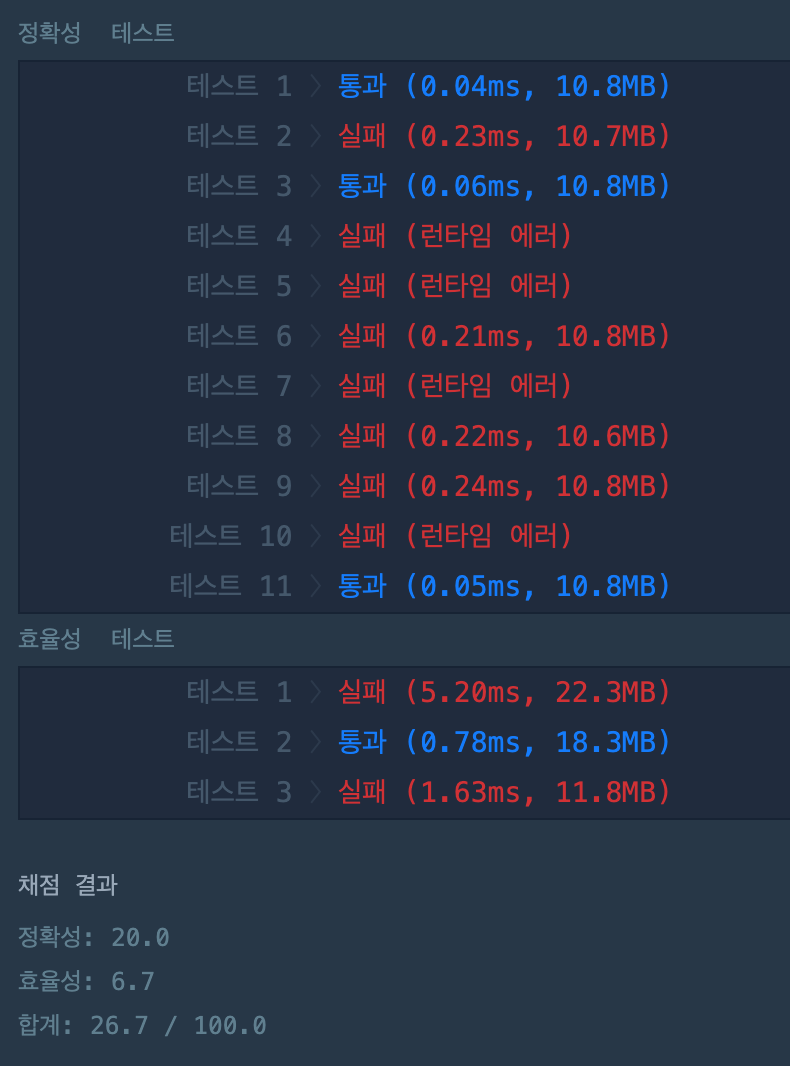 정확성 테스트
테스트 1 〉 통과 (0.04ms, 10.8MB)
테스트 2 〉 실패 (0.23ms, 10.7MB)
테스트 3 〉 통과 (0.06ms, 10.8MB)
테스트 4 〉 실패 (런타임 에러)
테스트 5 〉 실패 (런타임 에러)
테스트 6 〉 실패 (0.21ms, 10.8MB)
테스트 7 〉 실패 (런타임 에러)
테스트 8 〉 실패 (0.22ms, 10.6MB)
테스트 9 〉 실패 (0.24ms, 10.8MB)
테스트 10 〉 실패 (런타임 에러)
테스트 11 〉 통과 (0.05ms, 10.8MB)
효율성 테스트
테스트 1 〉 실패 (5.20ms, 22.3MB)
테스트 2 〉 통과 (0.78ms, 18.3MB)
테스트 3 〉 실패 (1.63ms, 11.8MB)
채점 결과
정확성: 20.0
효율성: 6.7
합계: 26.7 / 100.0